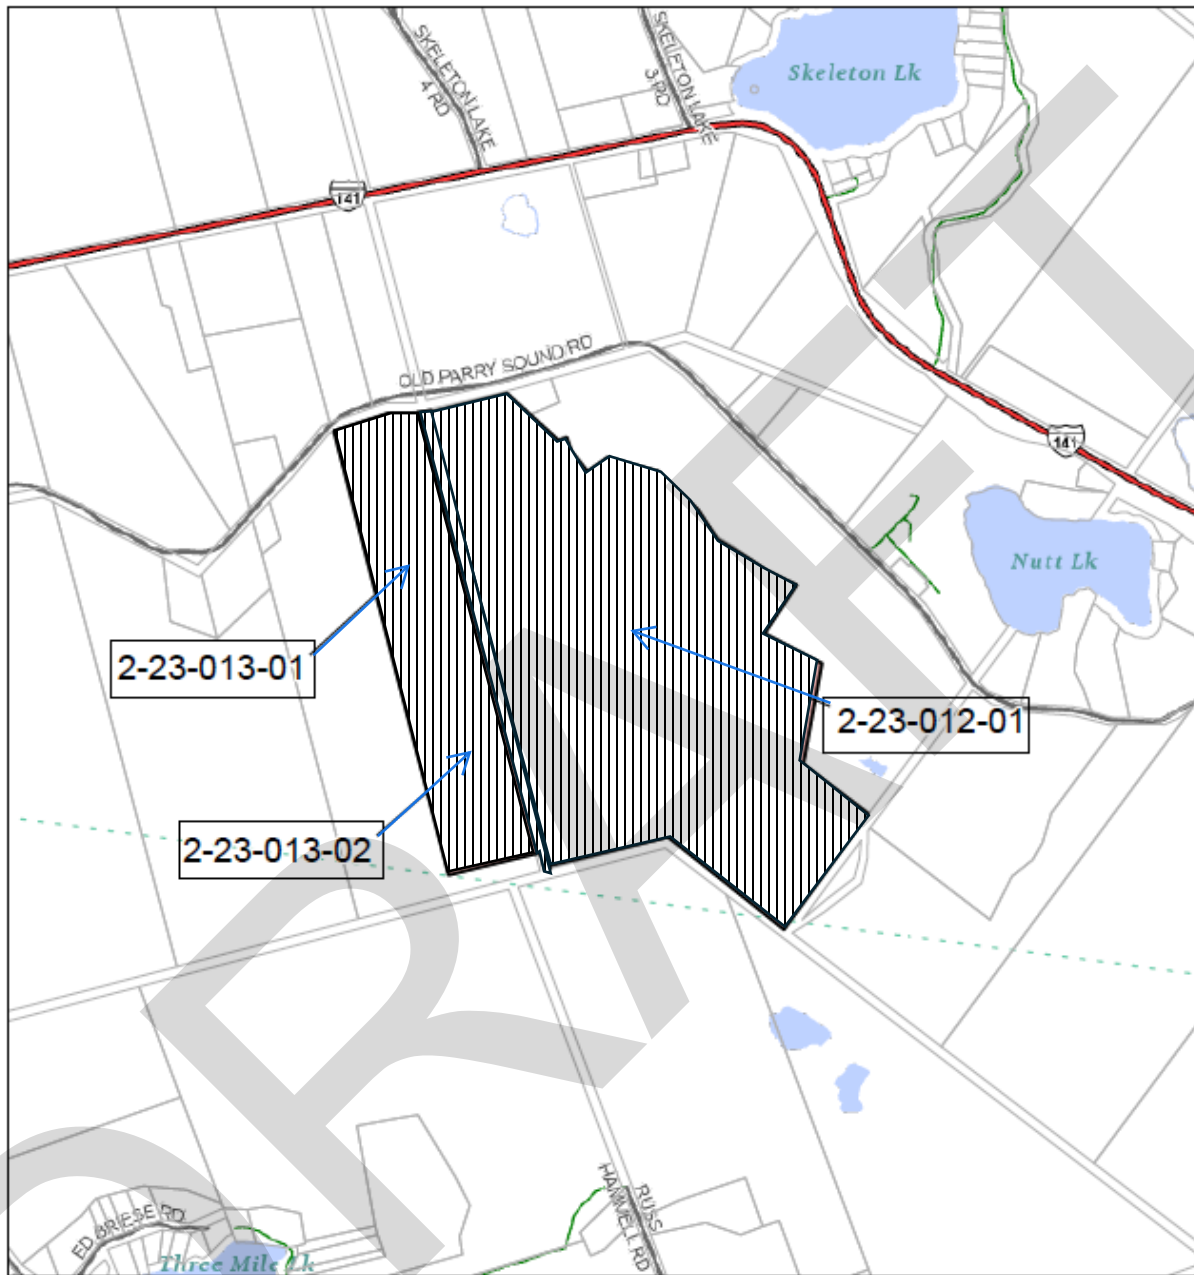 SKELETON LAKE
4 RD
SKELETON LAKE
3 RD
Skeleton Lk
141
OLD PARRY SOUND RD
141
Nutt Lk
2-23-013-01
2-23-012-01
2-23-013-02
RUSS
HAMMELL RD
ED BRIESE RD
Three Mile Lk
DRAFT